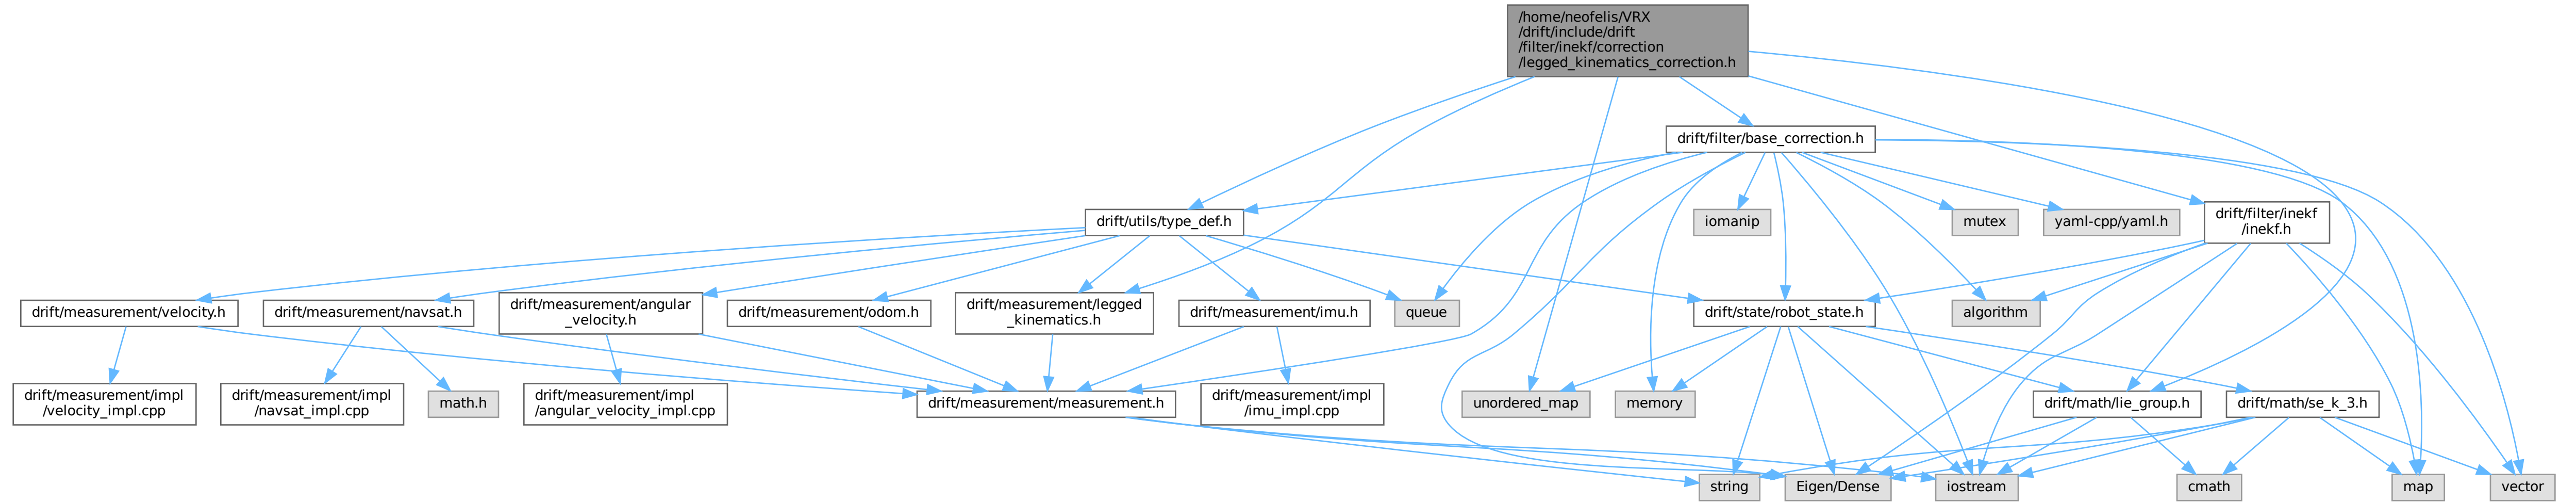 /home/neofelis/VRX
/drift/include/drift
/filter/inekf/correction
/legged_kinematics_correction.h
drift/filter/base_correction.h
drift/utils/type_def.h
iomanip
mutex
yaml-cpp/yaml.h
drift/filter/inekf
/inekf.h
drift/measurement/velocity.h
drift/measurement/navsat.h
drift/measurement/angular
_velocity.h
drift/measurement/odom.h
drift/measurement/legged
_kinematics.h
drift/measurement/imu.h
queue
drift/state/robot_state.h
algorithm
drift/measurement/impl
/velocity_impl.cpp
drift/measurement/impl
/navsat_impl.cpp
math.h
drift/measurement/impl
/angular_velocity_impl.cpp
drift/measurement/measurement.h
drift/measurement/impl
/imu_impl.cpp
unordered_map
memory
drift/math/lie_group.h
drift/math/se_k_3.h
string
Eigen/Dense
iostream
cmath
map
vector